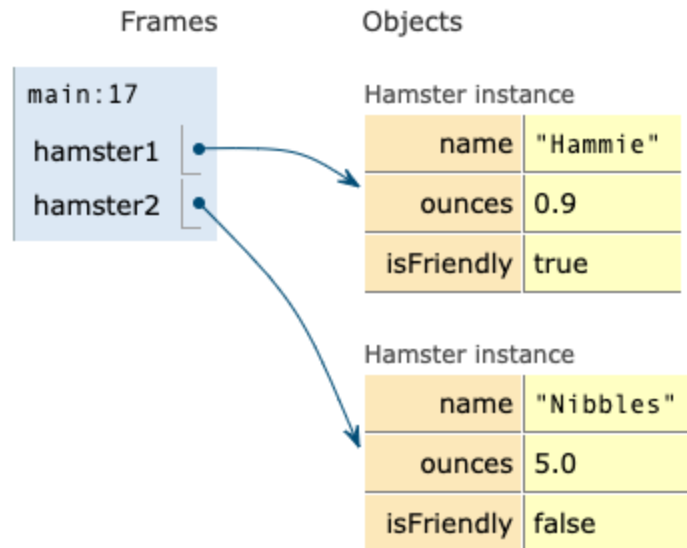 Frames Objects
main:17
hamster1
hamster2
Hamster instance
name "Hammie"
ounces 0.9
isFriendly true
Hamster instance
name "Nibbles"
ounces 5.0
isFriendly false